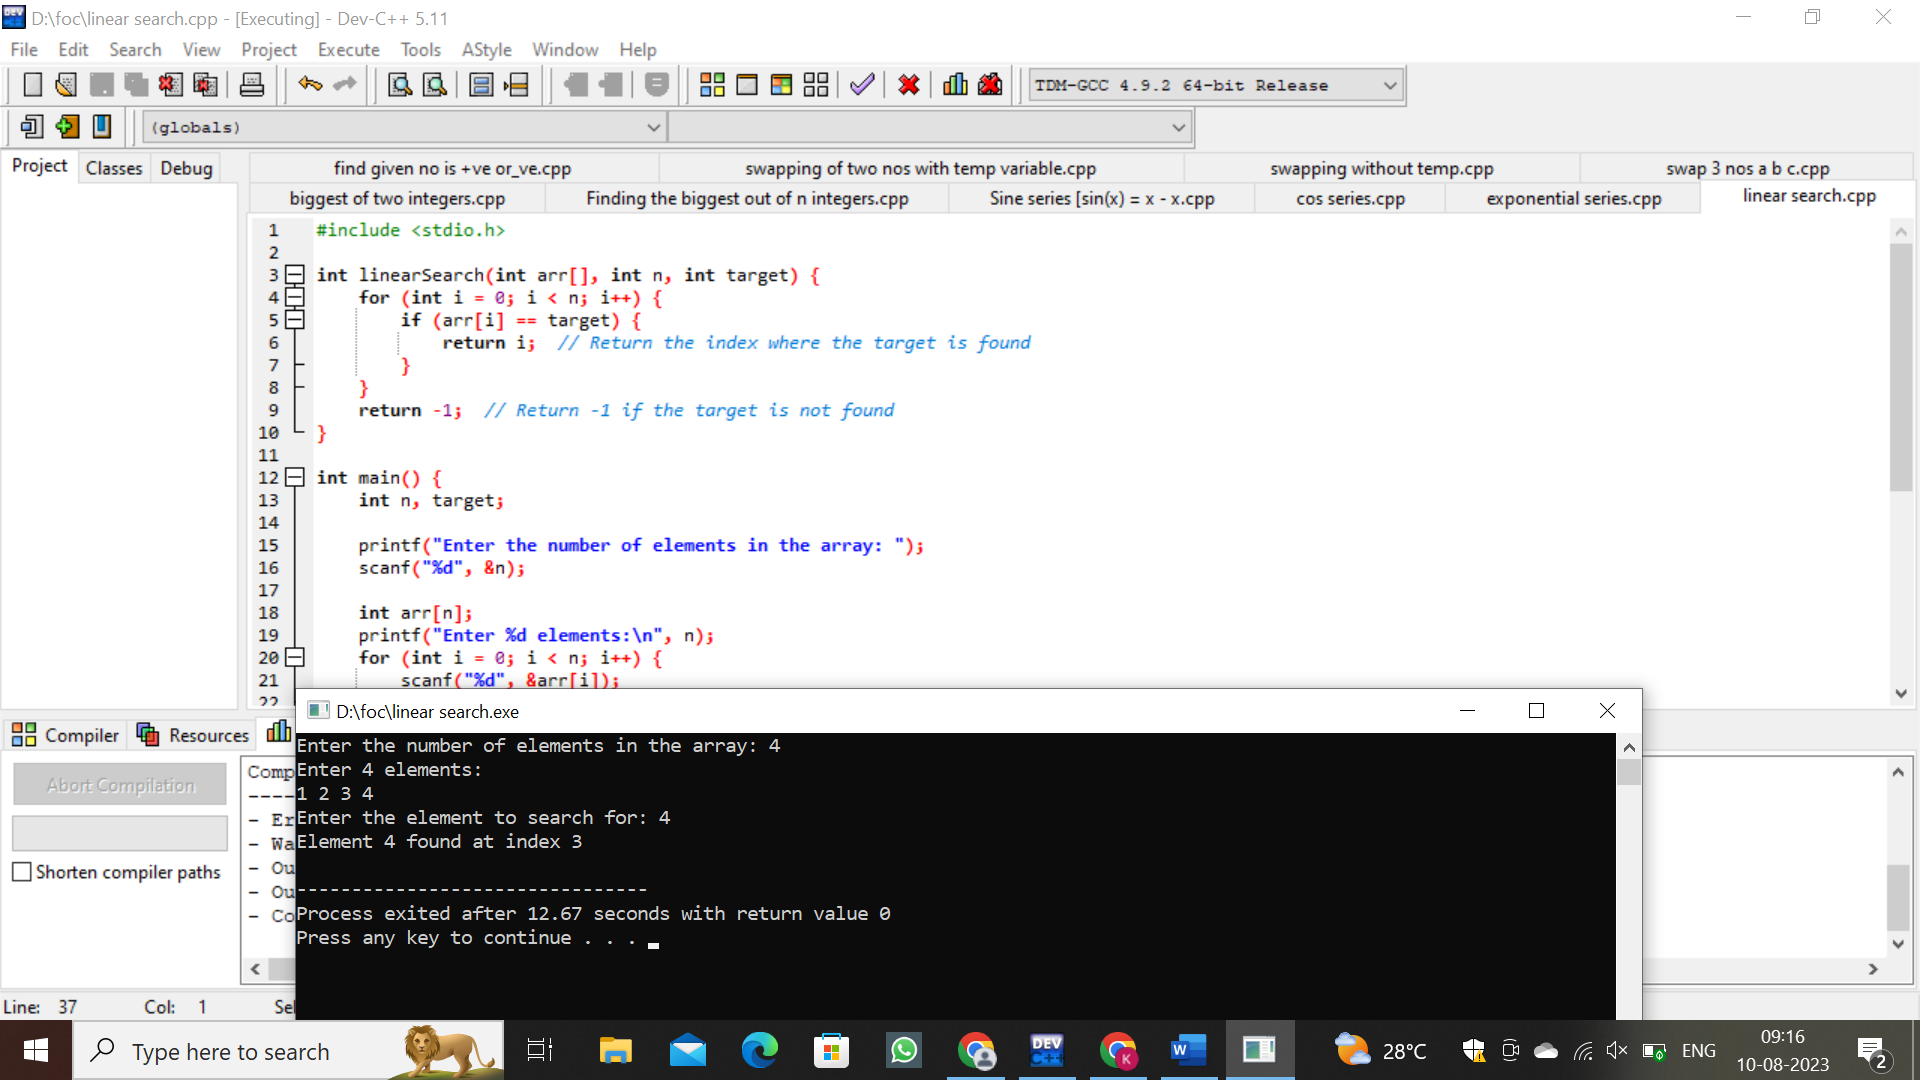 D:\foc\linear search.cpp - [Executing] - Dev-C++ 5.11
File Edit Search View Project Execute Tools AStyle Window Help
TDM-GCC 4.9.2 64-bit Release
(globals)
Project Classes Debug
find given no is +ve or_ve.cpp swapping of two nos with temp variable.cpp swapping without temp.cpp swap 3 nos a b c.cpp
biggest of two integers.cpp Finding the biggest out of n integers.cpp Sine series [sin(x) = x - x.cpp cos series.cpp exponential series.cpp linear search.cpp
1 #include <stdio.h>
2
3 int linearSearch(int arr[], int n, int target) {
4 for (int i = 0; i < n; i++) {
5 if (arr[i] == target) {
6 return i; // Return the index where the target is found
7 }
8 }
9 return -1; // Return -1 if the target is not found
10 }
11
12 int main() {
13 int n, target;
14
15 printf("Enter the number of elements in the array: ");
16 scanf("%d", &n);
17
18 int arr[n];
19 printf("Enter %d elements:\n", n);
20 for (int i = 0; i < n; i++) {
21 scanf("%d", &arr[i]);
22
Compiler Resources
Abort Compilation
Shorten compiler paths
Comp
----
- Er
- Wa
- Ou
- Ou
- Co
D:\foc\linear search.exe
Enter the number of elements in the array: 4
Enter 4 elements:
1 2 3 4
Enter the element to search for: 4
Element 4 found at index 3
--------------------------------
Process exited after 12.67 seconds with return value 0
Press any key to continue . . .
Line: 37 Col: 1 Sel
Type here to search
DEV
C++
K
W
28°C
ENG
09:16
10-08-2023
2